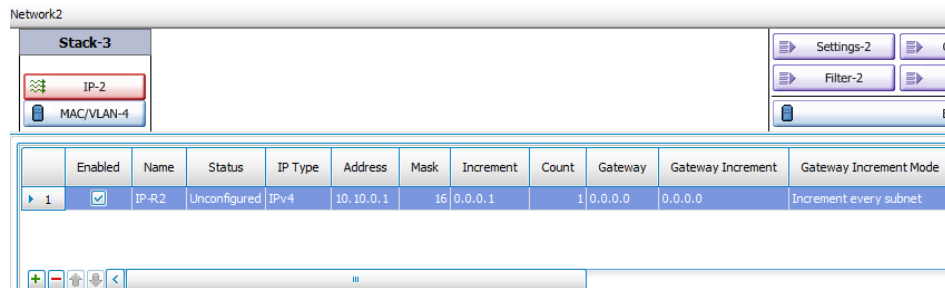 Network2
Stack-3
IP-2
MAC/VLAN-4
Settings-2
Filter-2
Enabled Name Status IP Type Address Mask Increment Count Gateway Gateway Increment Gateway Increment Mode
1 IP-R2 Unconfigured IPv4 10.10.0.1 16 0.0.0.1 1 0.0.0.0 0.0.0.0 Increment every subnet